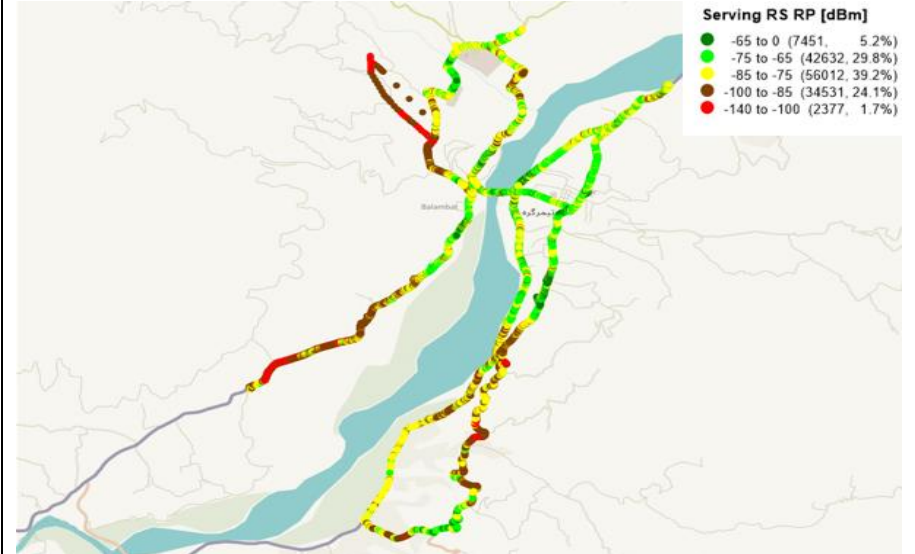 Serving RS RP [dBm]
-65 to 0 (7451, 5.2%)
-75 to -65 (42632, 29.8%)
-85 to -75 (56012, 39.2%)
-100 to -85 (34531, 24.1%)
-140 to -100 (2377, 1.7%)
Balambat
تیمرگرہ